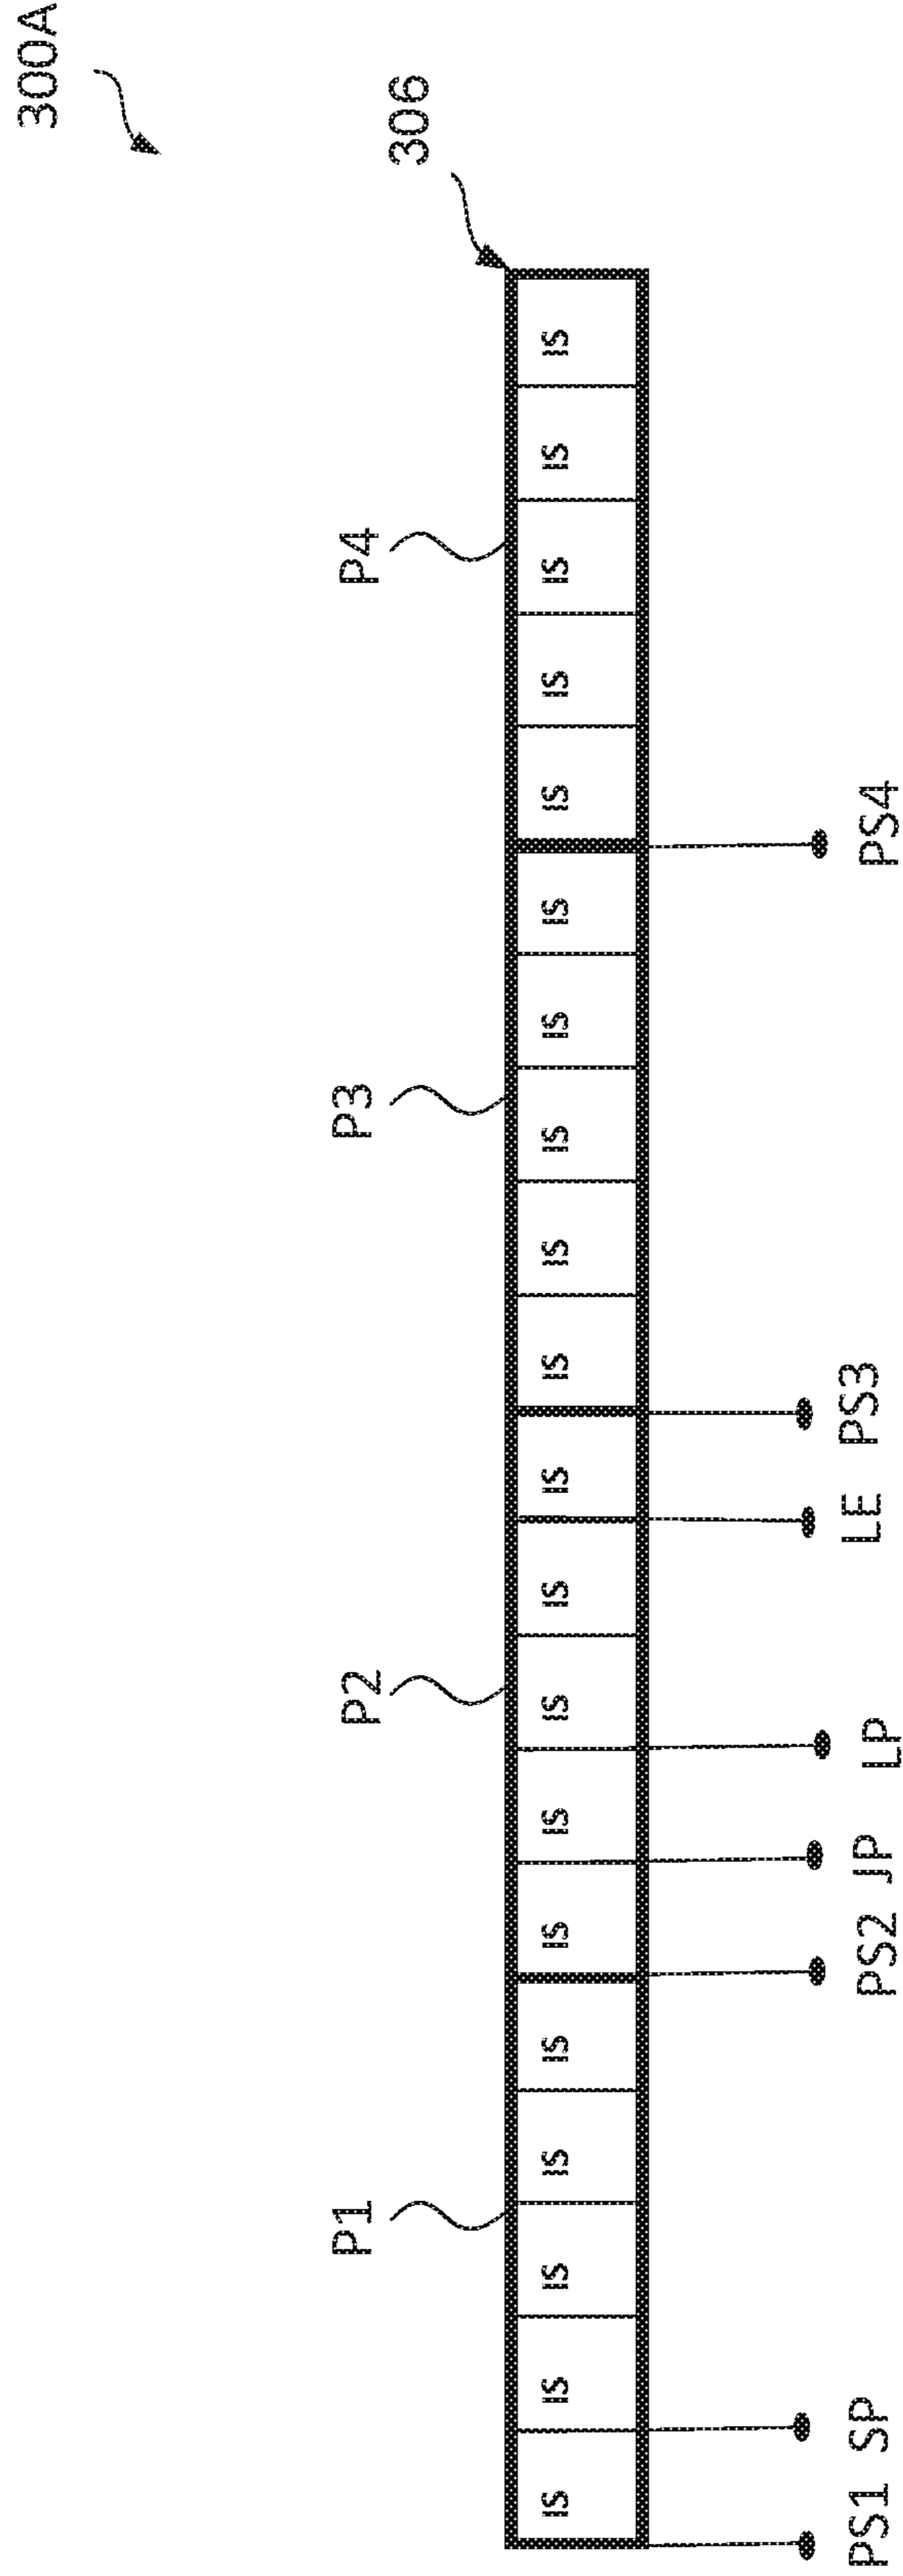 300A
306
P1 P2 P3 P4
IS IS IS IS IS IS IS IS IS IS IS IS IS IS IS IS IS IS IS IS
PS1 SP PS2 JP LP LE PS3 PS4